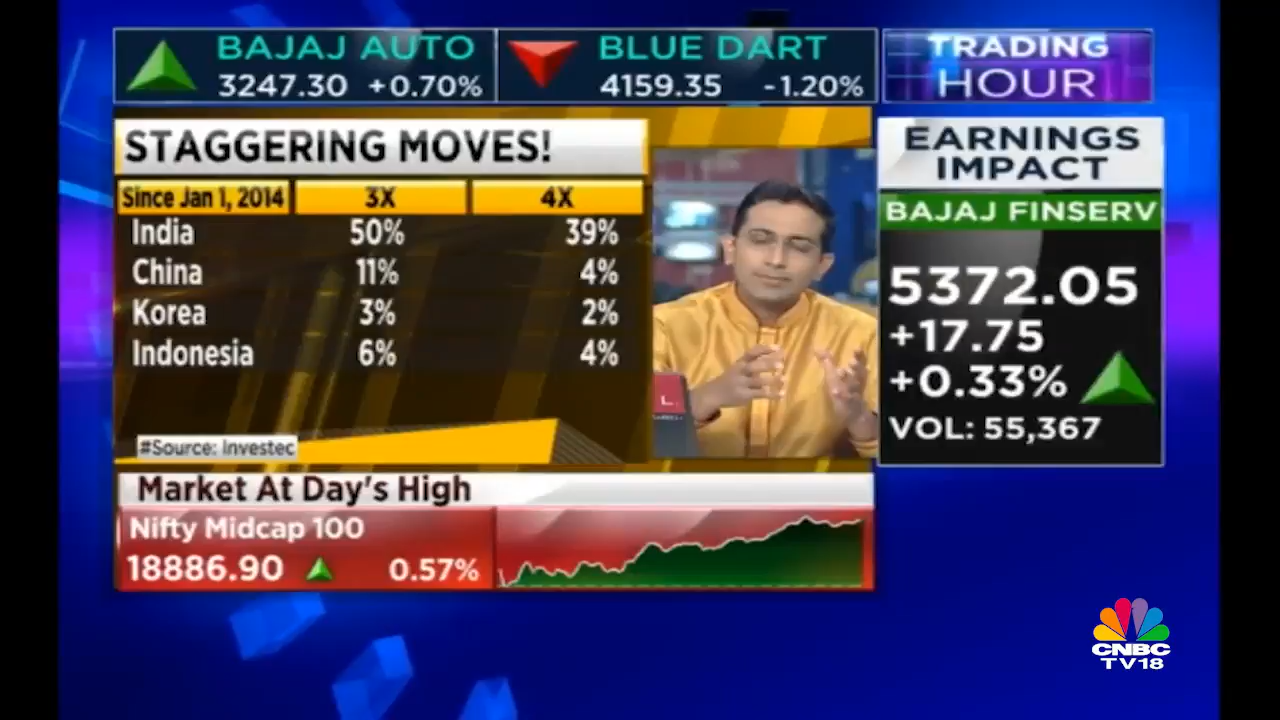 BAJAJ AUTO
3247.30 +0.70%
BLUE DART
4159.35 -1.20%
TRADING
HOUR
STAGGERING MOVES!
Since Jan 1, 2014 3X 4X
India 50% 39%
China 11% 4%
Korea 3% 2%
Indonesia 6% 4%
#Source: Investec
EARNINGS
IMPACT
BAJAJ FINSERV
5372.05
+17.75
+0.33%
VOL: 55,367
Market At Day's High
Nifty Midcap 100
18886.90 0.57%
CNBC
TV18